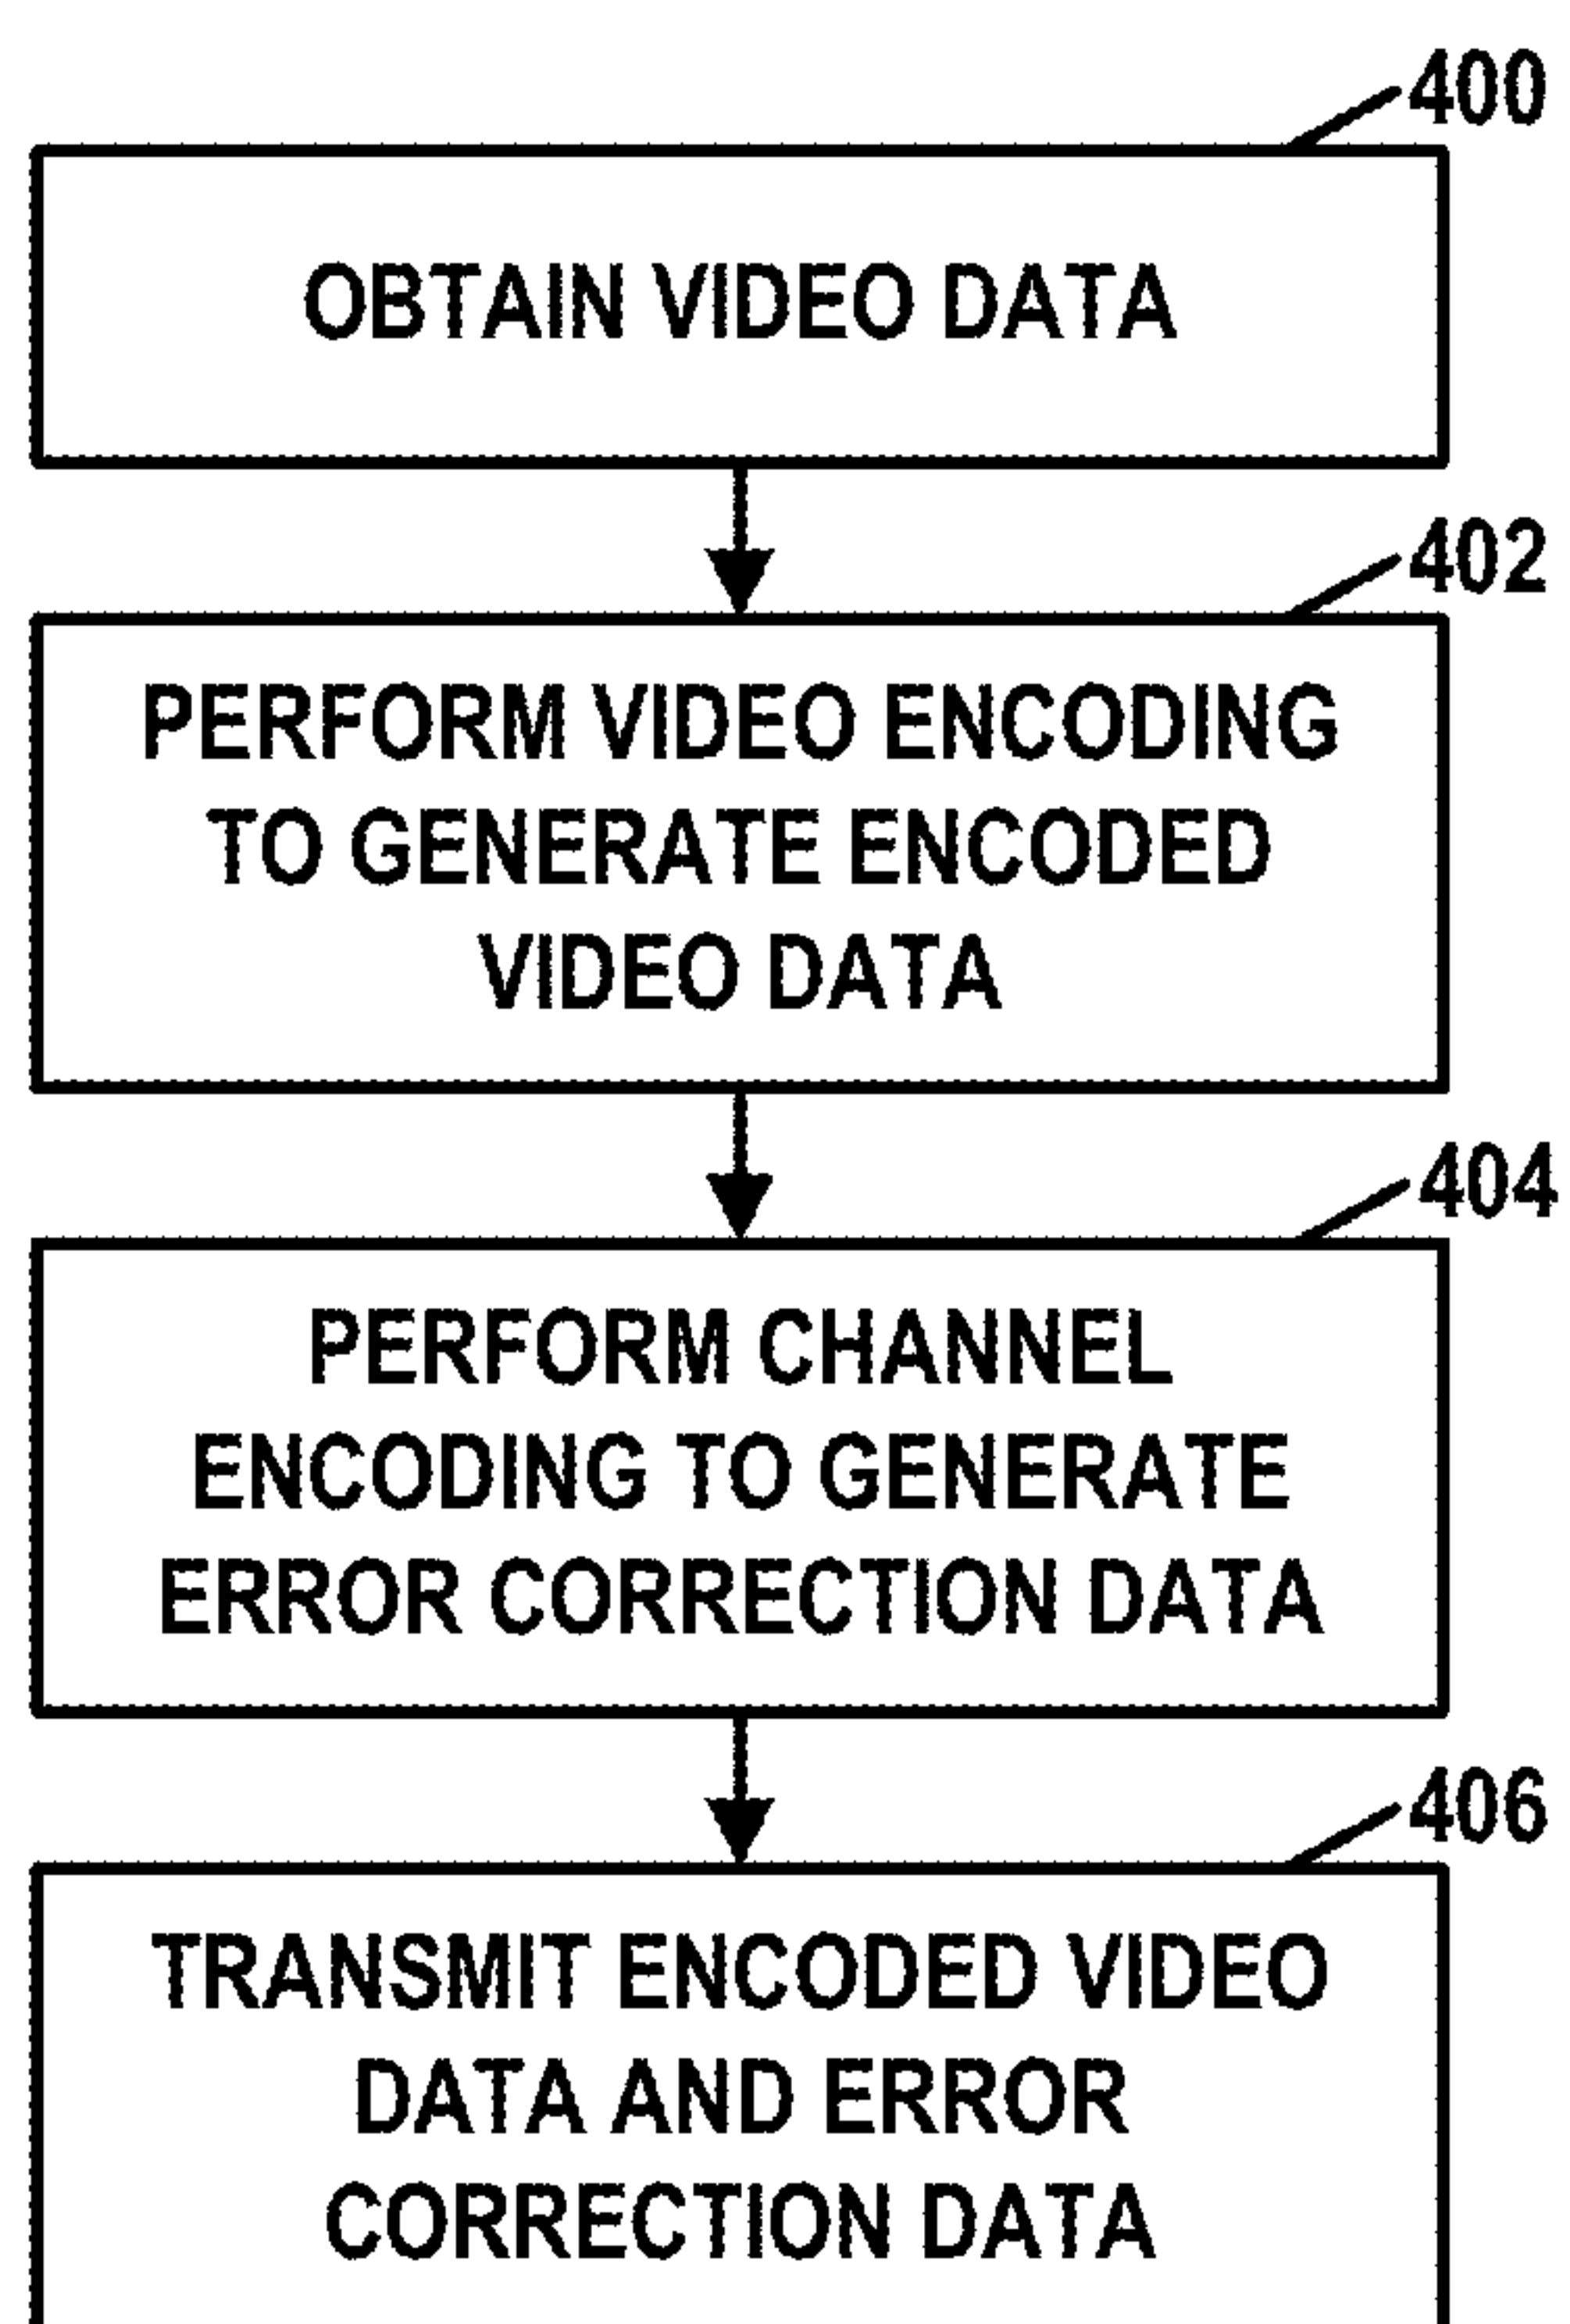 400
OBTAIN VIDEO DATA
402
PERFORM VIDEO ENCODING
TO GENERATE ENCODED
VIDEO DATA
404
PERFORM CHANNEL
ENCODING TO GENERATE
ERROR CORRECTION DATA
406
TRANSMIT ENCODED VIDEO
DATA AND ERROR
CORRECTION DATA